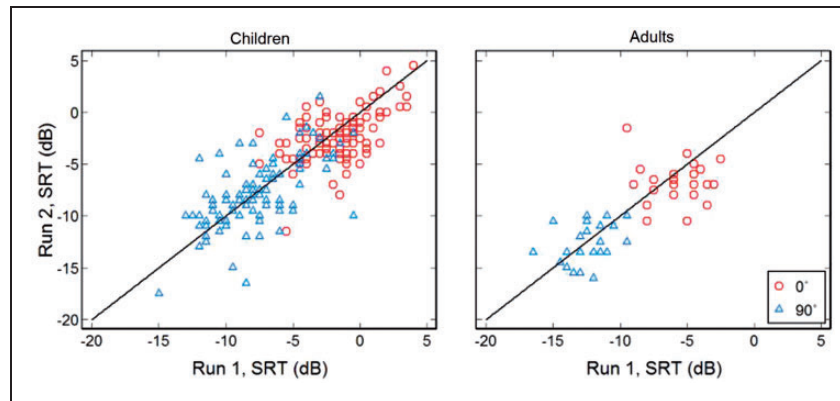 Children
Adults
5
0
-5
-10
-15
-20
Run 2, SRT (dB)
-20 -15 -10 -5 0 5
-20 -15 -10 -5 0 5
Run 1, SRT (dB)
Run 1, SRT (dB)
0°
90°